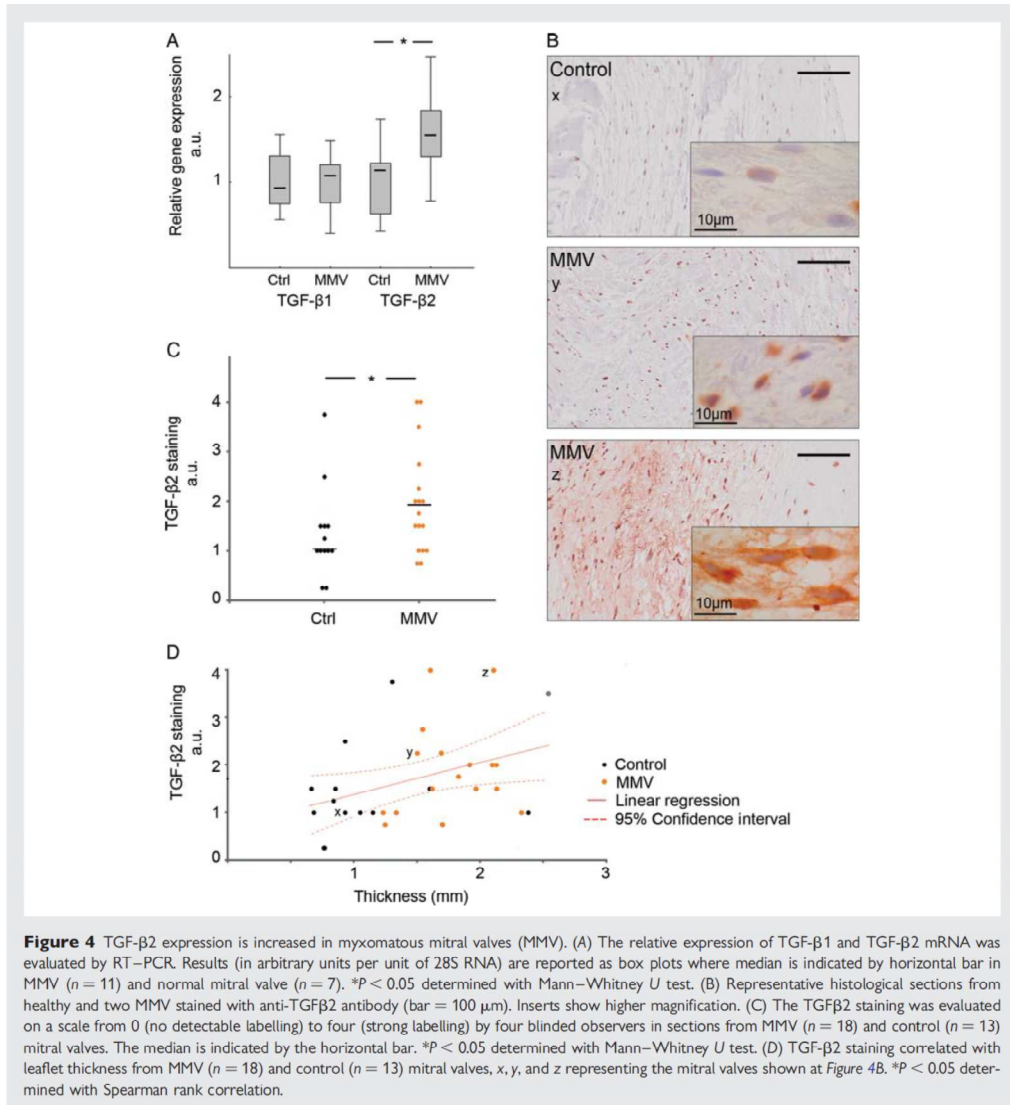 A
*
Relative gene expression
a.u.
2
1
Ctrl
MMV
Ctrl
MMV
TGF-β1
TGF-β2
B
Control
x
10µm
MMV
y
10µm
MMV
z
10µm
C
*
TGF-β2 staining
a.u.
4
3
2
1
0
Ctrl
MMV
D
TGF-β2 staining
a.u.
4
3
2
1
0
z
y
x
1
2
3
Thickness (mm)
Control
MMV
Linear regression
95% Confidence interval
Figure 4 TGF-β2 expression is increased in myxomatous mitral valves (MMV). (A) The relative expression of TGF-β1 and TGF-β2 mRNA was
evaluated by RT–PCR. Results (in arbitrary units per unit of 28S RNA) are reported as box plots where median is indicated by horizontal bar in
MMV (n = 11) and normal mitral valve (n = 7). *P < 0.05 determined with Mann–Whitney U test. (B) Representative histological sections from
healthy and two MMV stained with anti-TGFβ2 antibody (bar = 100 μm). Inserts show higher magnification. (C) The TGFβ2 staining was evaluated
on a scale from 0 (no detectable labelling) to four (strong labelling) by four blinded observers in sections from MMV (n = 18) and control (n = 13)
mitral valves. The median is indicated by the horizontal bar. *P < 0.05 determined with Mann–Whitney U test. (D) TGF-β2 staining correlated with
leaflet thickness from MMV (n = 18) and control (n = 13) mitral valves, x, y, and z representing the mitral valves shown at Figure 4B. *P < 0.05 deter-
mined with Spearman rank correlation.